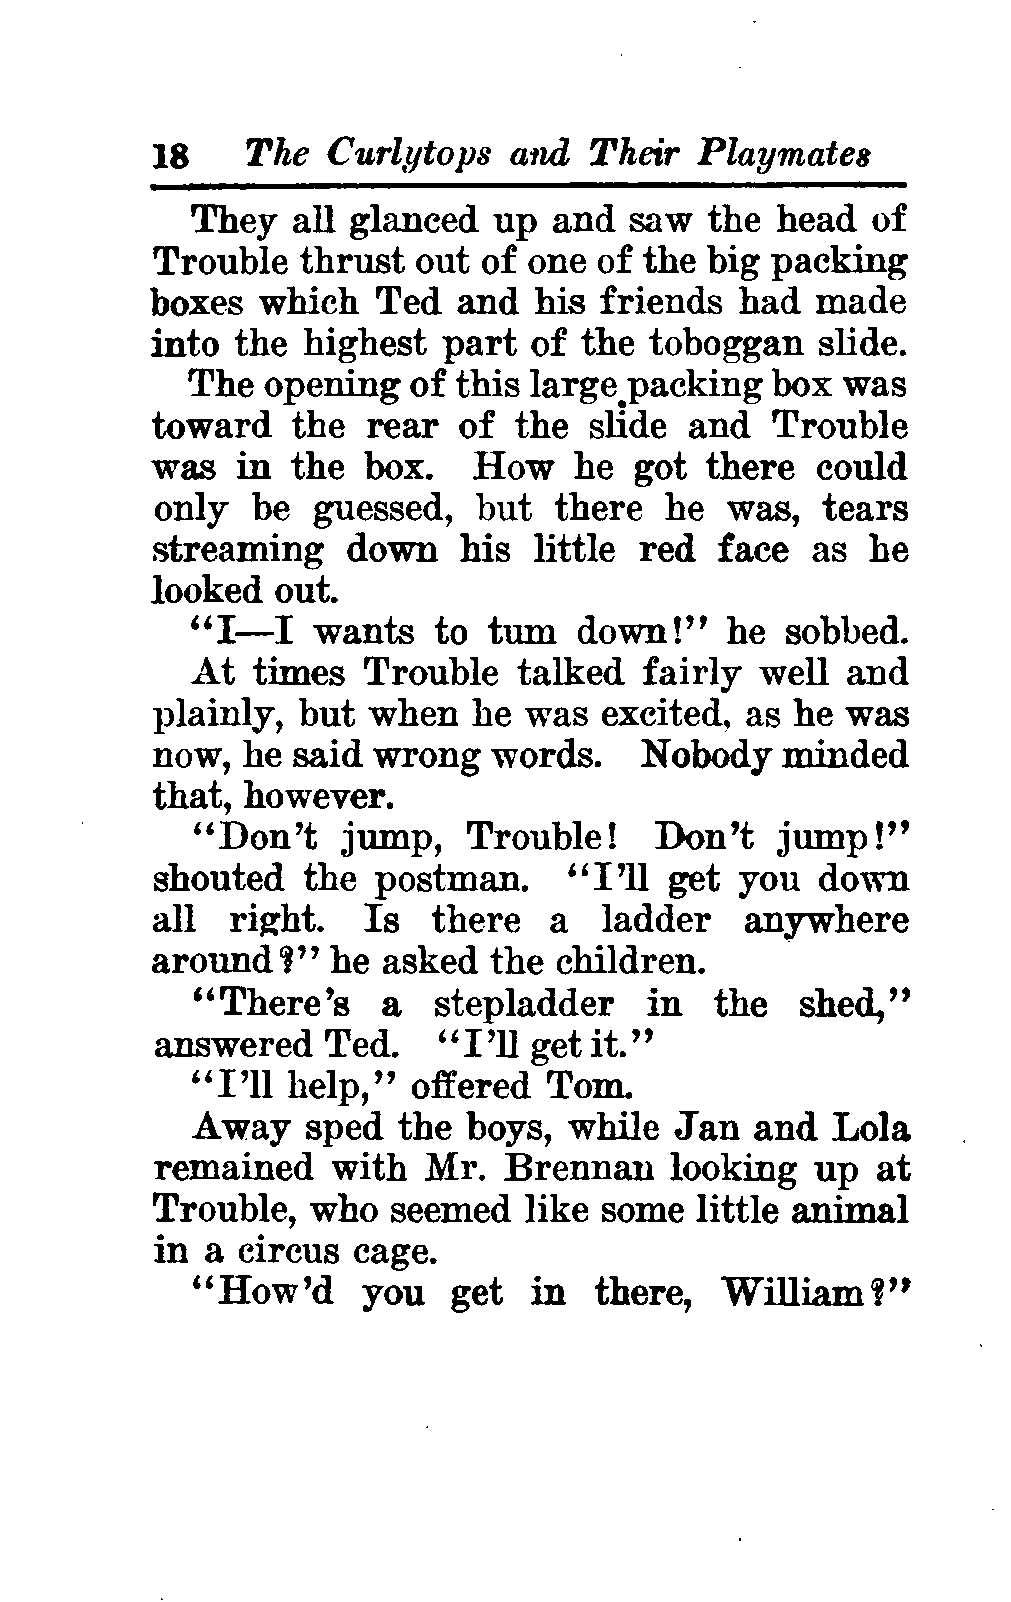 18 The Curlytops and Their Playmates
They all glanced up and saw the head of
Trouble thrust out of one of the big packing
boxes which Ted and his friends had made
into the highest part of the toboggan slide.
The opening of this large packing box was
toward the rear of the slide and Trouble
was in the box. How he got there could
only be guessed, but there he was, tears
streaming down his little red face as he
looked out.
“I—I wants to tum down!” he sobbed.
At times Trouble talked fairly well and
plainly, but when he was excited, as he was
now, he said wrong words. Nobody minded
that, however.
“Don’t jump, Trouble! Don’t jump!”
shouted the postman. “I’ll get you down
all right. Is there a ladder anywhere
around?” he asked the children.
“There’s a stepladder in the shed,”
answered Ted. “I’ll get it.”
“I’ll help,” offered Tom.
Away sped the boys, while Jan and Lola
remained with Mr. Brennan looking up at
Trouble, who seemed like some little animal
in a circus cage.
“How’d you get in there, William?”